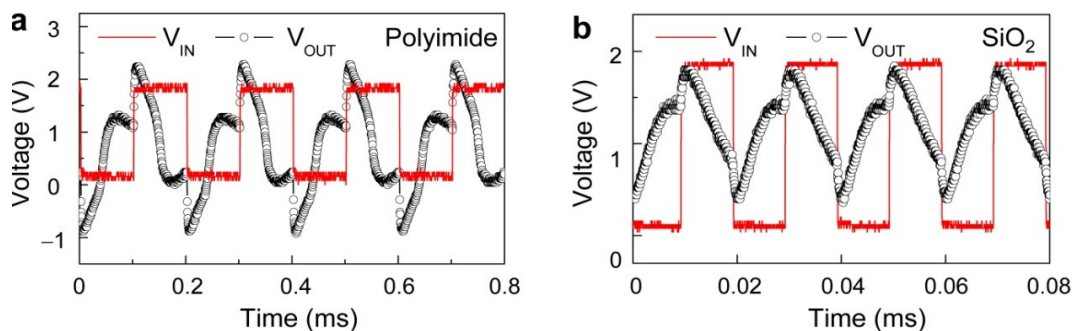 a
V_IN V_OUT Polyimide
3
2
1
0
–1
Voltage (V)
0 0.2 0.4 0.6 0.8
Time (ms)
b
V_IN V_OUT SiO₂
2
1
0
Voltage (V)
0 0.02 0.04 0.06 0.08
Time (ms)